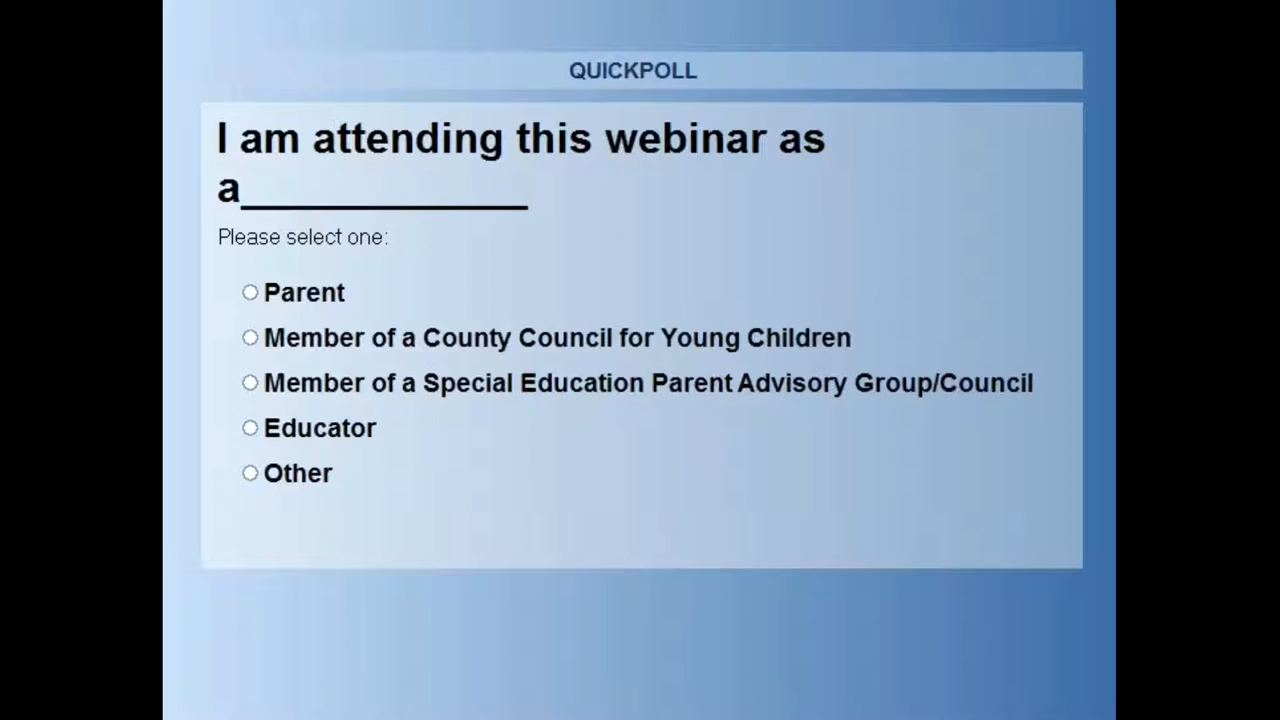 QUICKPOLL
I am attending this webinar as
a____________
Please select one:
Parent
Member of a County Council for Young Children
Member of a Special Education Parent Advisory Group/Council
Educator
Other